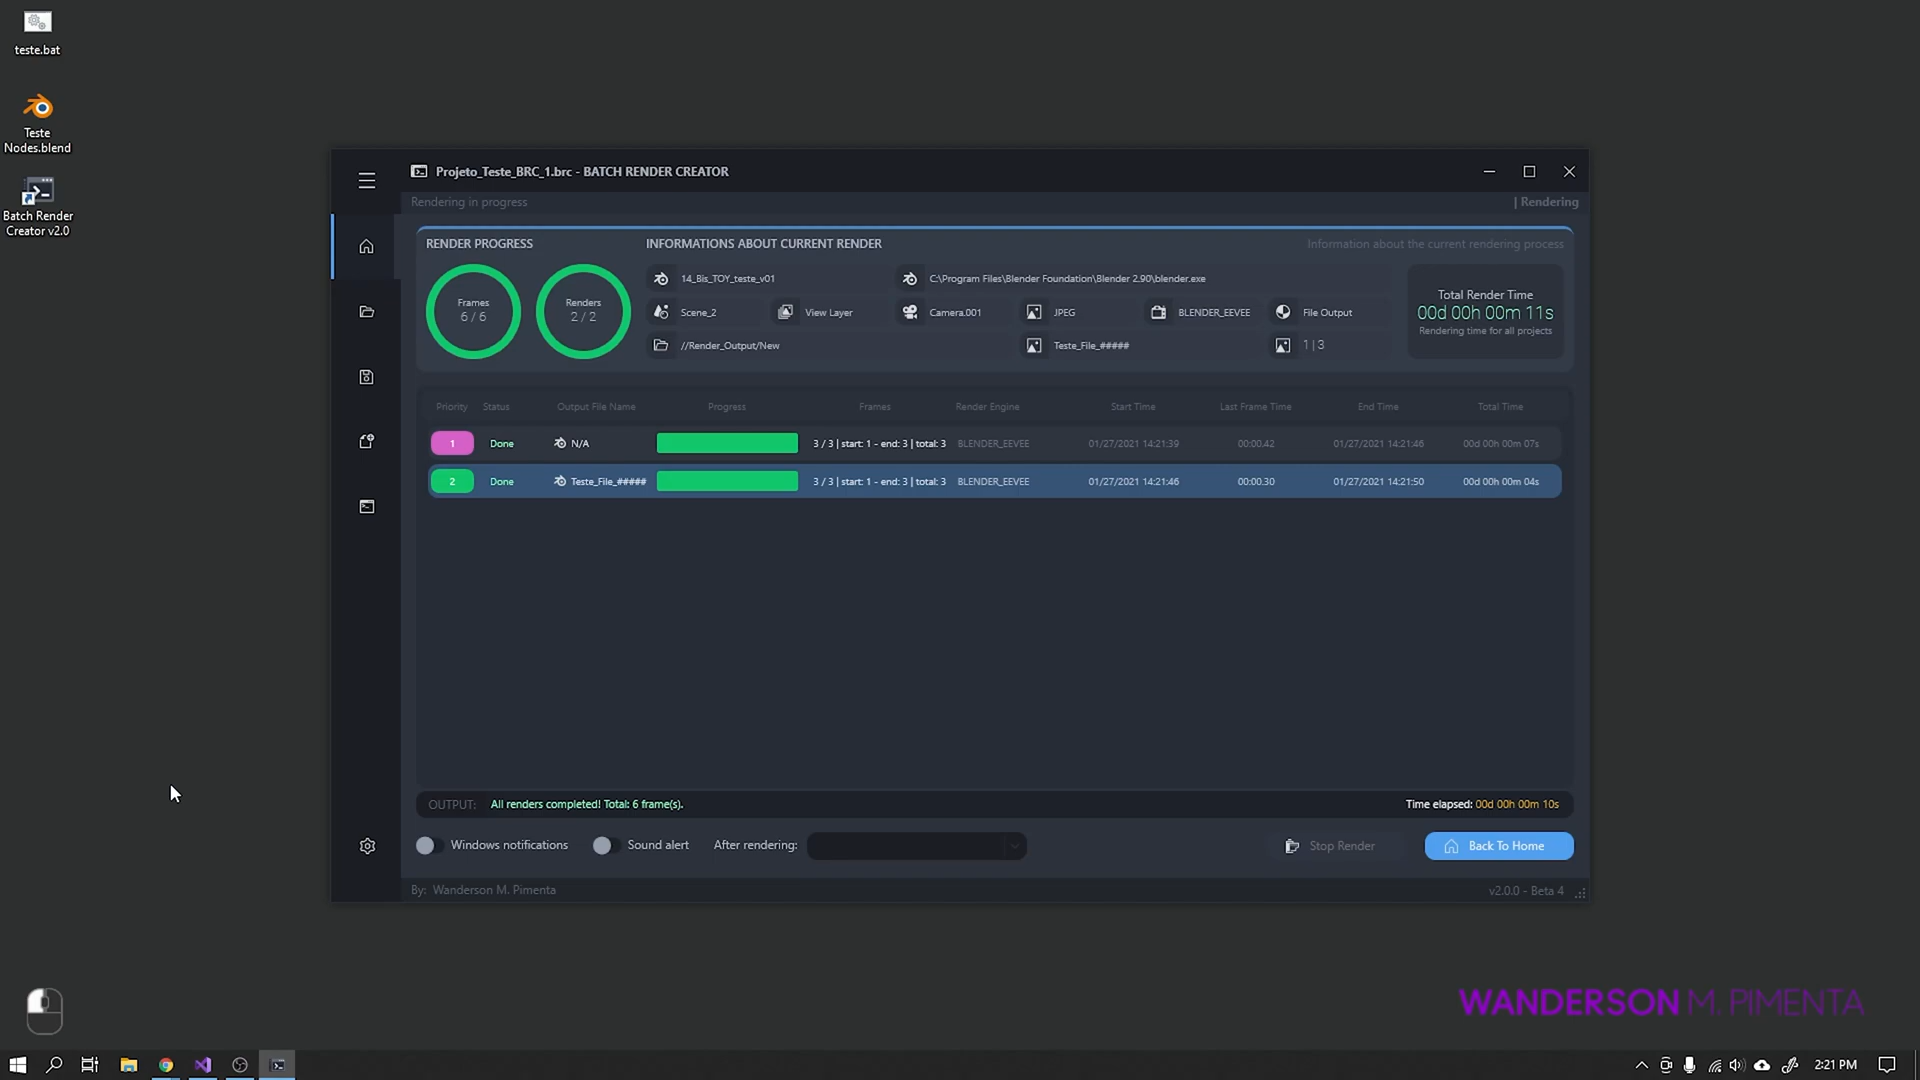 teste.bat
Teste
Nodes.blend
Batch Render
Creator v2.0
Projeto_Teste_BRC_1.brc - BATCH RENDER CREATOR
Rendering in progress
| Rendering
RENDER PROGRESS
INFORMATIONS ABOUT CURRENT RENDER
Information about the current rendering process
Frames
6 / 6
Renders
2 / 2
14_Bis_TOY_teste_v01
C:\Program Files\Blender Foundation\Blender 2.90\blender.exe
Scene_2
View Layer
Camera.001
JPEG
BLENDER_EEVEE
File Output
//Render_Output/New
Teste_File_#####
1 | 3
Total Render Time
00d 00h 00m 11s
Rendering time for all projects
Priority Status Output File Name Progress Frames Render Engine Start Time Last Frame Time End Time Total Time
1 Done N/A 3 / 3 | start: 1 - end: 3 | total: 3 BLENDER_EEVEE 01/27/2021 14:21:39 00:00.42 01/27/2021 14:21:46 00d 00h 00m 07s
2 Done Teste_File_##### 3 / 3 | start: 1 - end: 3 | total: 3 BLENDER_EEVEE 01/27/2021 14:21:46 00:00.30 01/27/2021 14:21:50 00d 00h 00m 04s
OUTPUT: All renders completed! Total: 6 frame(s).
Time elapsed: 00d 00h 00m 10s
Windows notifications
Sound alert
After rendering:
Stop Render
Back To Home
By: Wanderson M. Pimenta
v2.0.0 - Beta 4
WANDERSON M. PIMENTA
2:21 PM